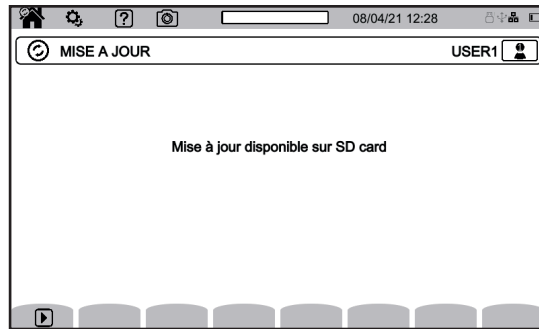 08/04/21 12:28
MISE A JOUR USER1
Mise à jour disponible sur SD card